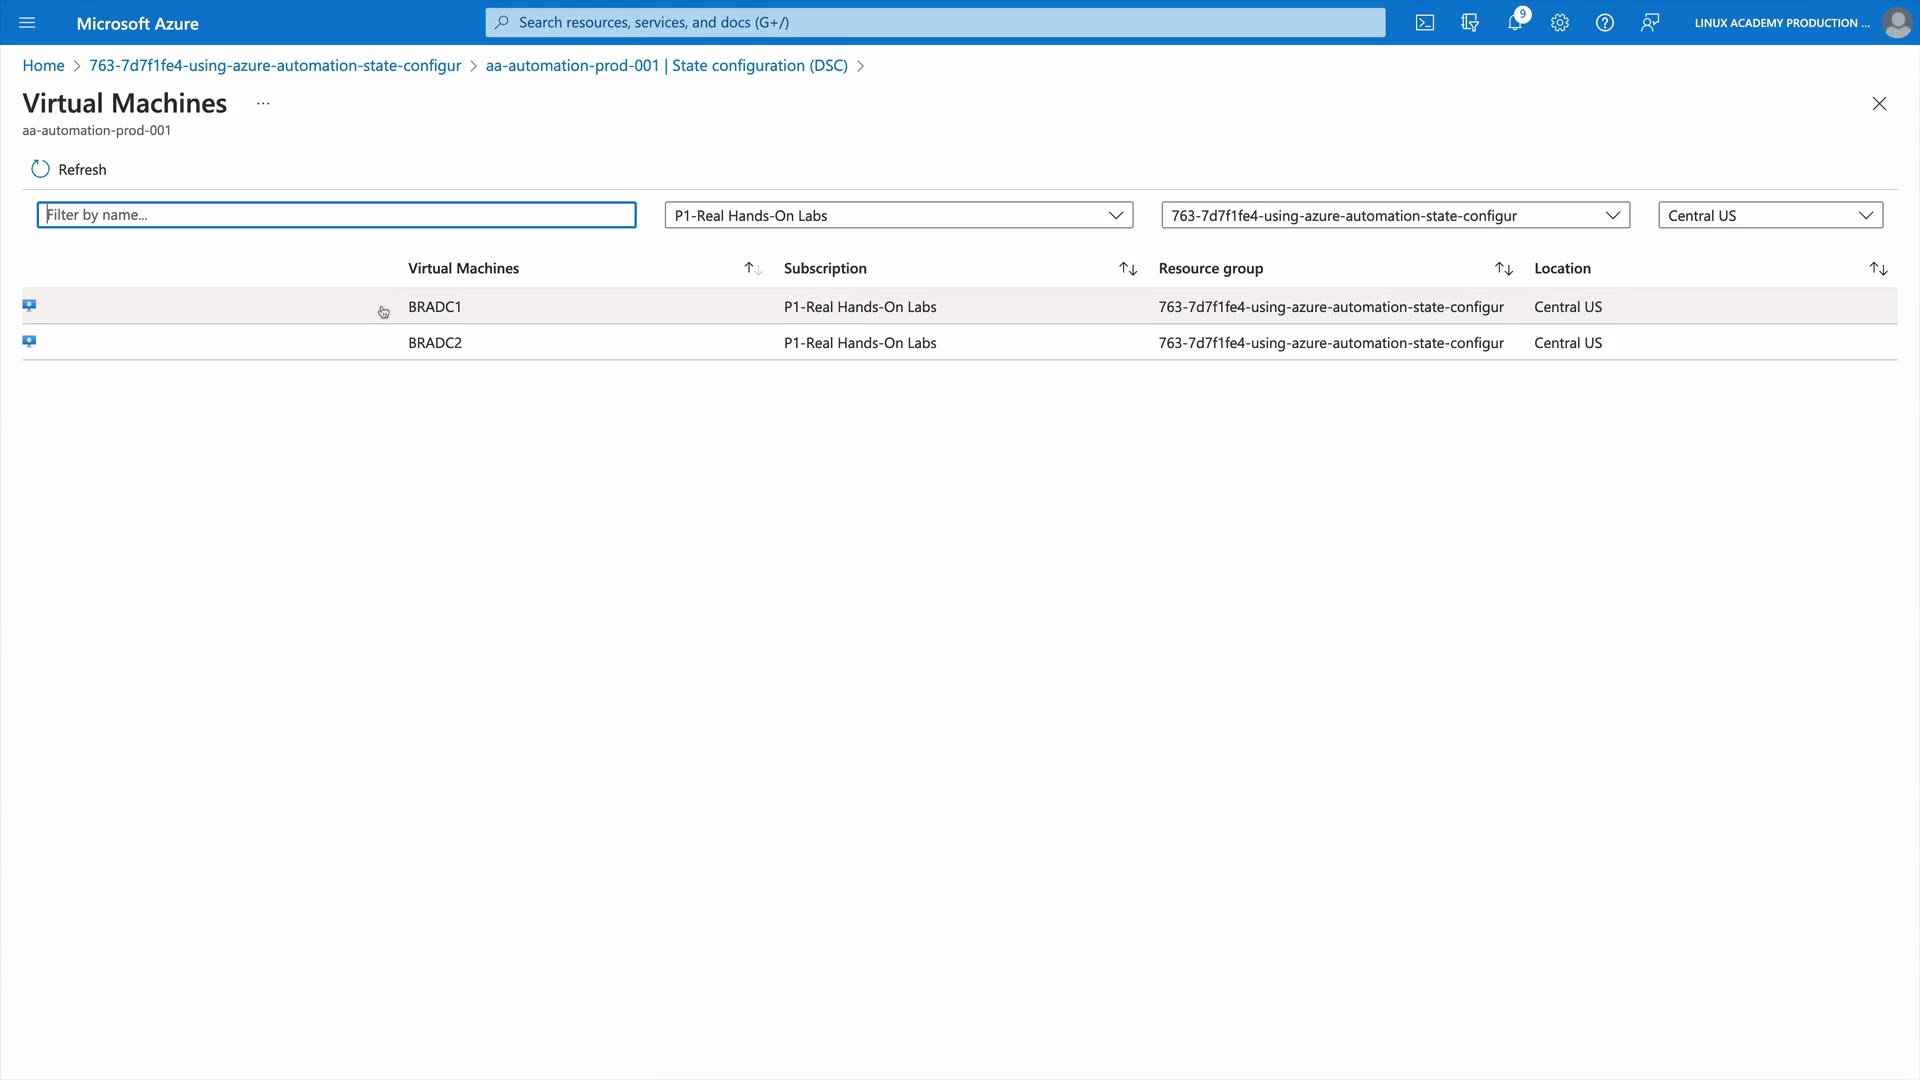 Microsoft Azure
Search resources, services, and docs (G+/)
9
LINUX ACADEMY PRODUCTION ...
Home > 763-7d7f1fe4-using-azure-automation-state-configur > aa-automation-prod-001 | State configuration (DSC) >
Virtual Machines ...
aa-automation-prod-001
Refresh
Filter by name...
P1-Real Hands-On Labs
763-7d7f1fe4-using-azure-automation-state-configur
Central US
Virtual Machines
Subscription
Resource group
Location
BRADC1
P1-Real Hands-On Labs
763-7d7f1fe4-using-azure-automation-state-configur
Central US
BRADC2
P1-Real Hands-On Labs
763-7d7f1fe4-using-azure-automation-state-configur
Central US